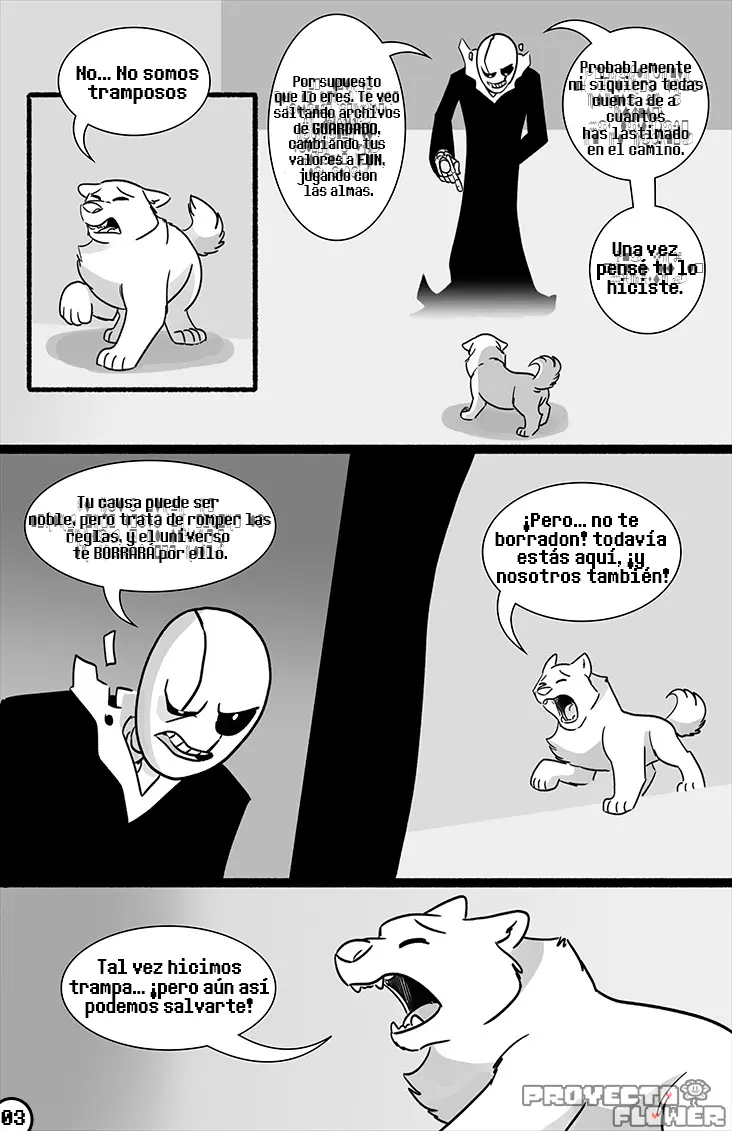 No... No somos
tramposos
Por supuesto
que lo eres. Te veo
saltando archivos
de GUARDADO,
cambiando tus
valores a FUN,
jugando con
las almas.
Probablemente
ni siquiera tedas
cuenta de a
cuantos
has lastimado
en el camino.
Una vez
pensé tu lo
hiciste.
Tu causa puede ser
noble, pero trata de romper las
reglas, y el universo
te BORRARÁ por ello.
¡Pero... no te
borradon! todavía
estás aquí, ¡y
nosotros también!
Tal vez hicimos
trampa... ¡pero aún así
podemos salvarte!
03
PROYECTO
FLOWER